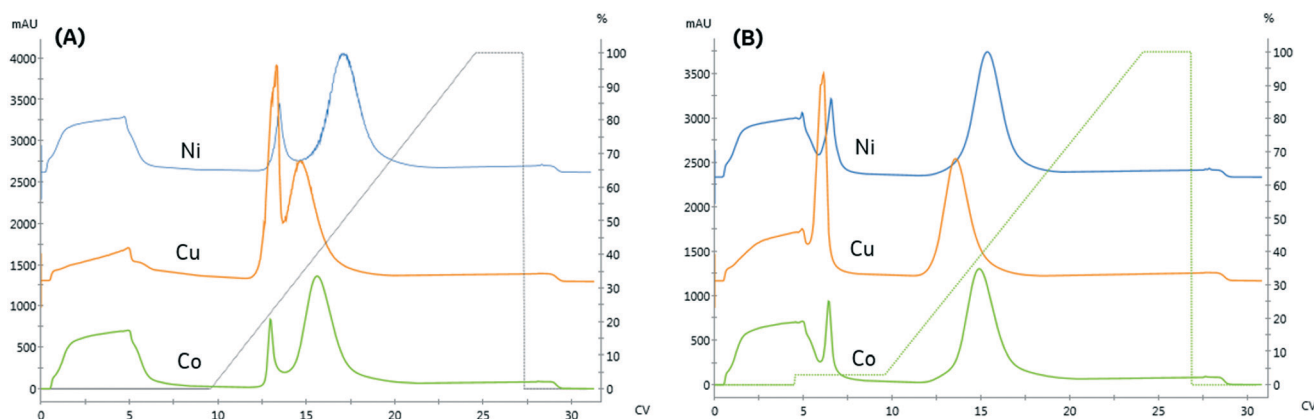 mAU (A) %
4000 100
3500 90
3000 80
2500 70
2000 60
1500 50
1000 40
500 30
0 20
10
0
Ni
Cu
Co
0 5 10 15 20 25 30 CV
mAU (B) %
3500 100
3000 90
2500 80
2000 70
1500 60
1000 50
500 40
0 30
20
10
0
Ni
Cu
Co
0 5 10 15 20 25 30 CV